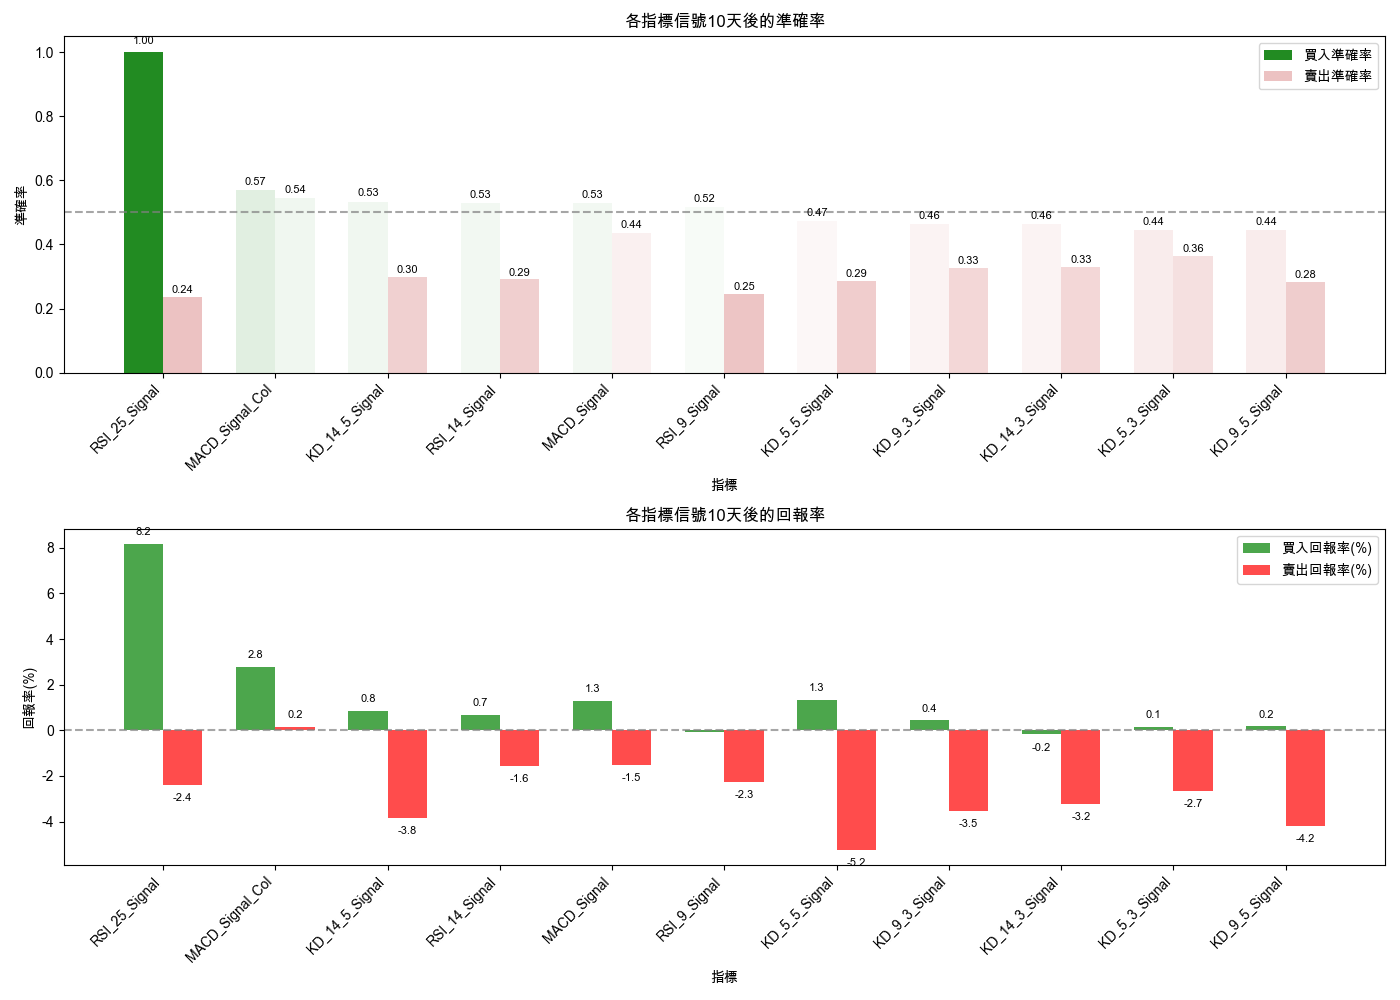 各指標信號10天後的準確率
買入準確率
賣出準確率
準確率
1.0
0.8
0.6
0.4
0.2
0.0
1.00
0.24
0.57
0.54
0.53
0.30
0.53
0.29
0.53
0.44
0.52
0.25
0.47
0.29
0.46
0.33
0.46
0.33
0.44
0.36
0.44
0.28
RSI_25_Signal
MACD_Signal_Col
KD_14_5_Signal
RSI_14_Signal
MACD_Signal
RSI_9_Signal
KD_5_5_Signal
KD_9_3_Signal
KD_14_3_Signal
KD_5_3_Signal
KD_9_5_Signal
指標
各指標信號10天後的回報率
買入回報率(%)
賣出回報率(%)
回報率(%)
8
6
4
2
0
-2
-4
8.2
-2.4
2.8
0.2
0.8
-3.8
0.7
-1.6
1.3
-1.5
-2.3
1.3
-5.2
0.4
-3.5
-0.2
-3.2
0.1
-2.7
0.2
-4.2
RSI_25_Signal
MACD_Signal_Col
KD_14_5_Signal
RSI_14_Signal
MACD_Signal
RSI_9_Signal
KD_5_5_Signal
KD_9_3_Signal
KD_14_3_Signal
KD_5_3_Signal
KD_9_5_Signal
指標